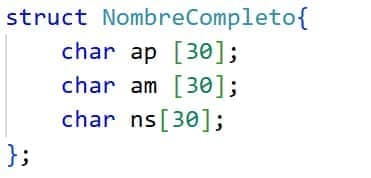 struct NombreCompleto{
    char ap [30];
    char am [30];
    char ns[30];
};